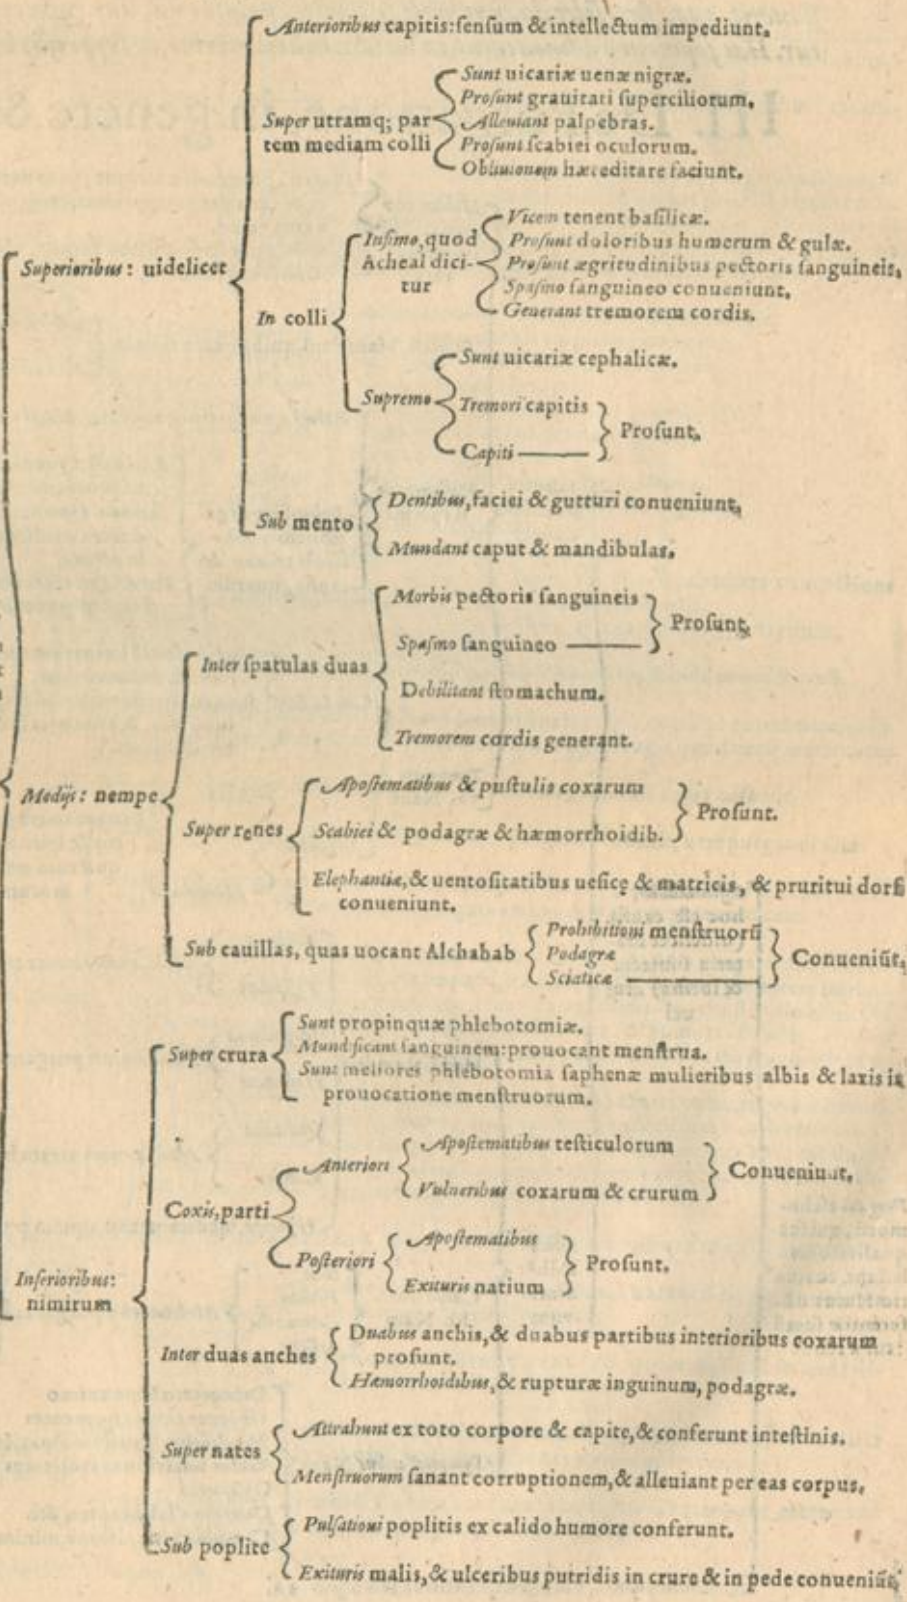 Anterioribus capitis: ſenſum & intellectum impediunt.
Super utramq; par
tem mediam colli
Sunt uicariæ uenæ nigræ.
Proſunt grauitati ſuperciliorum.
Alleuiant palpebras.
Proſunt ſcabiei oculorum.
Obliuionem hæreditare faciunt.
Superioribus: uidelicet
In colli
Infimo, quod
Acheal dici-
tur
Vicem tenent baſilicæ.
Proſunt doloribus humerum & gulæ.
Proſunt ægritudinibus pectoris ſanguineis.
Spaſmo ſanguineo conueniunt.
Generant tremorem cordis.
Supremo
Sunt uicariæ cephalicæ.
Tremori capitis
Capiti
Proſunt.
Sub mento
Dentibus, faciei & gutturi conueniunt.
Mundant caput & mandibulas.
Medijs: nempe
Inter ſpatulas duas
Morbis pectoris ſanguineis
Spaſmo ſanguineo
Proſunt.
Debilitant ſtomachum.
Tremorem cordis generant.
Super renes
Apoſtematibus & puſtulis coxarum
Scabiei & podagræ & hæmorrhoidib.
Proſunt.
Elephantiæ, & uentoſitatibus ueſicę & matricis, & pruritui dorſi
conueniunt.
Sub cauillas, quas uocant Alchabab
Prohibitioni menſtruorū
Podagræ
Sciaticæ
Conueniūt.
Inferioribus:
nimirum
Super crura
Sunt propinquæ phlebotomiæ.
Mundificant ſanguinem: prouocant menſtrua.
Sunt meliores phlebotomia ſaphenæ mulieribus albis & laxis in
prouocatione menſtruorum.
Coxis, parti
Anteriori
Apoſtematibus teſticulorum
Vulneribus coxarum & crurum
Conueniunt.
Poſteriori
Apoſtematibus
Exituris natium
Proſunt.
Inter duas anches
Duabus anchis, & duabus partibus interioribus coxarum
proſunt.
Hæmorrhoidibus, & rupturæ inguinum, podagræ.
Super nates
Attrahunt ex toto corpore & capite, & conferunt inteſtinis.
Menſtruorum ſanant corruptionem, & alleuiant per eas corpus.
Sub poplite
Pulſationi poplitis ex calido humore conferunt.
Exituris malis, & ulceribus putridis in crure & in pede conueniūt.